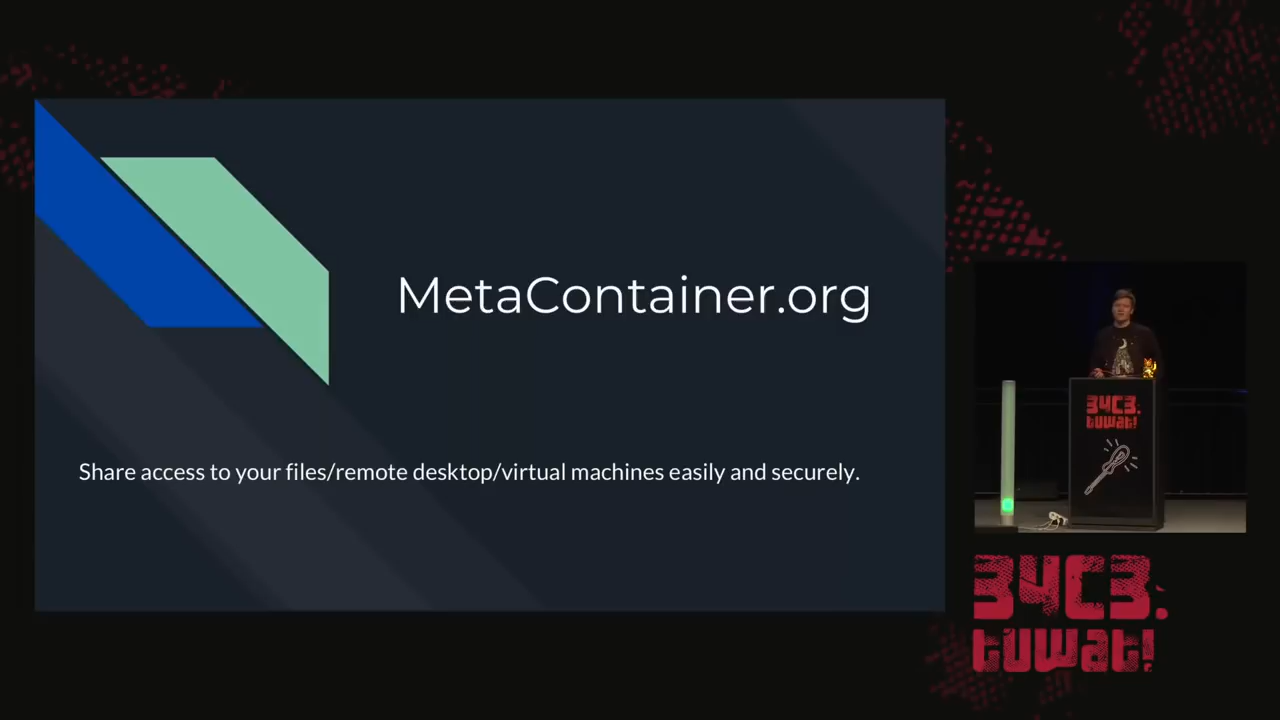 MetaContainer.org
Share access to your files/remote desktop/virtual machines easily and securely.
34C3.
tuwat!
34C3.
tuwat!